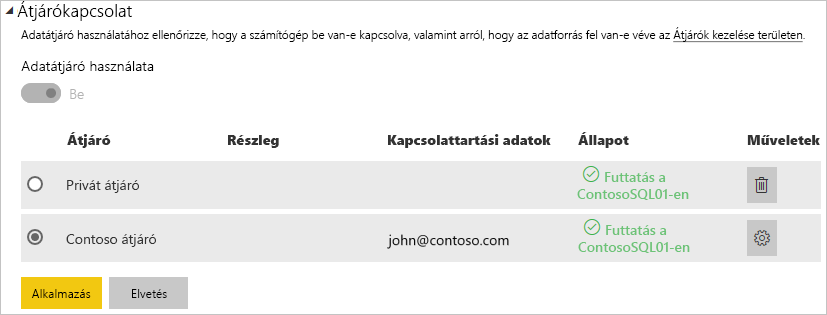 Átjárókapcsolat
Adatátjáró használatához ellenőrizze, hogy a számítógép be van-e kapcsolva, valamint arról, hogy az adatforrás fel van-e véve az Átjárók kezelése területen.
Adatátjáró használata
Be
Átjáró Részleg Kapcsolattartási adatok Állapot Műveletek
Privát átjáró Futtatás a
ContosoSQL01-en
Contoso átjáró john@contoso.com Futtatás a
ContosoSQL01-en
Alkalmazás Elvetés